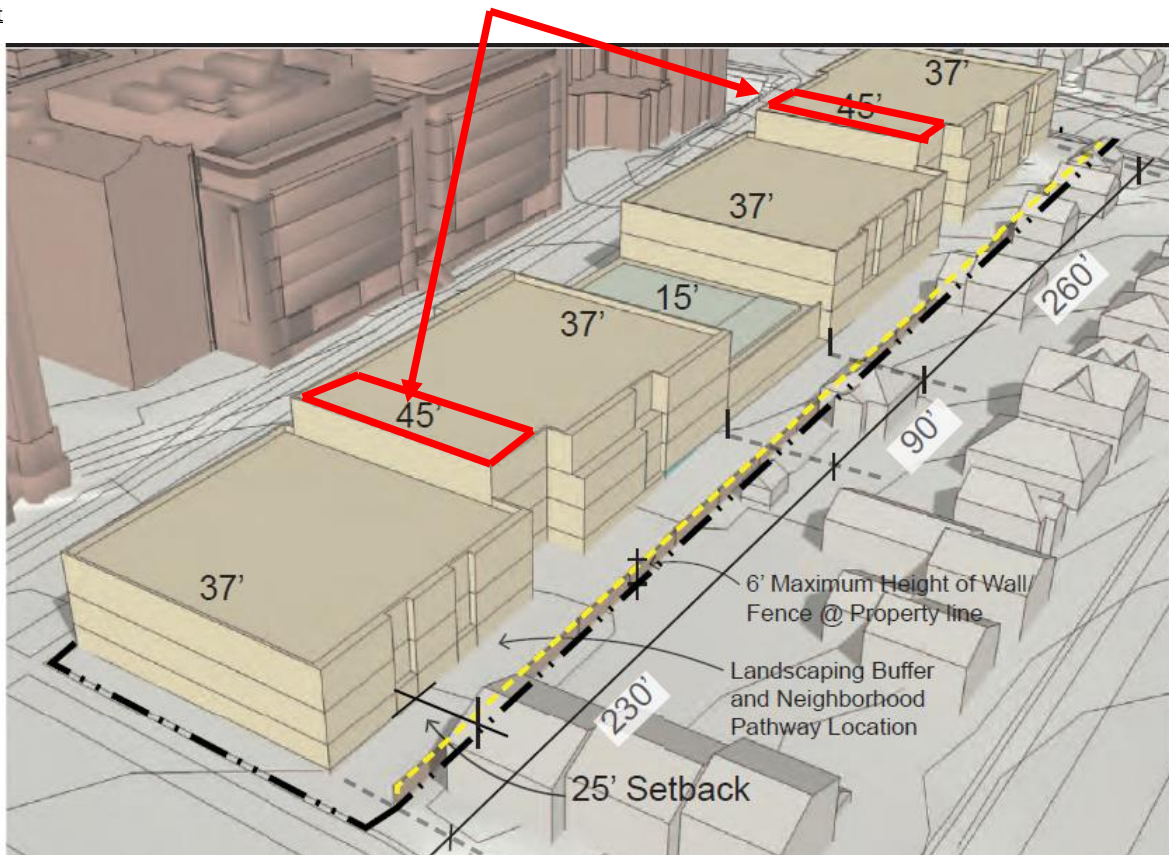 37’
45’
37’
260’
15’
37’
45’
90’
37’
6’ Maximum Height of Wall/
Fence @ Property line
Landscaping Buffer
and Neighborhood
Pathway Location
230’
25’ Setback